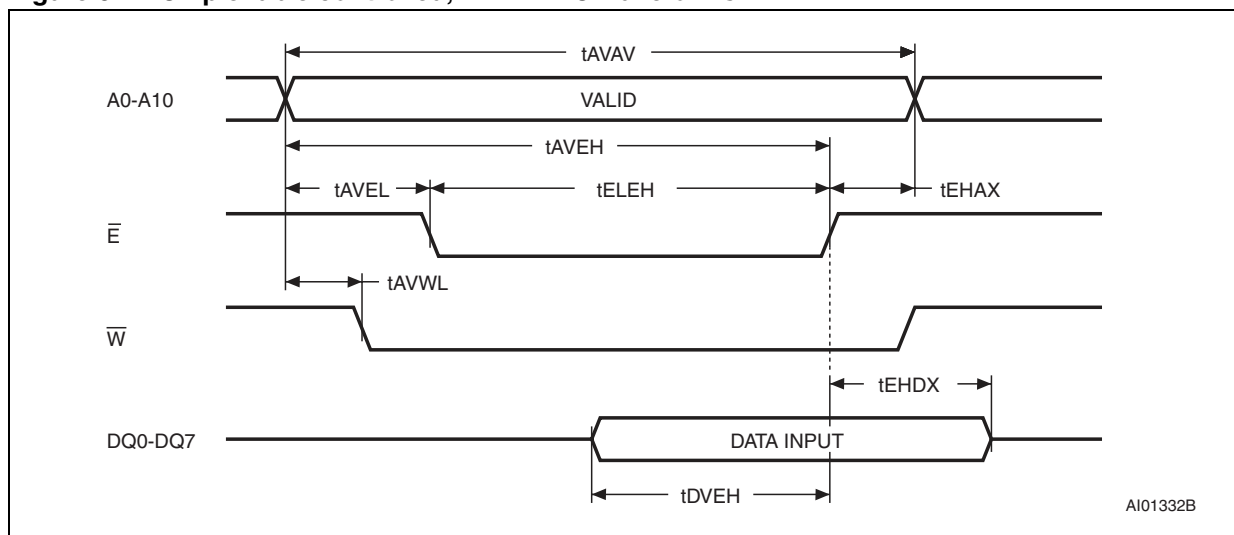 tAVAV
A0-A10
VALID
tAVEH
tAVEL
tELEH
tEHAX
E̅
tAVWL
W̅
tEHDX
DQ0-DQ7
DATA INPUT
tDVEH
AI01332B